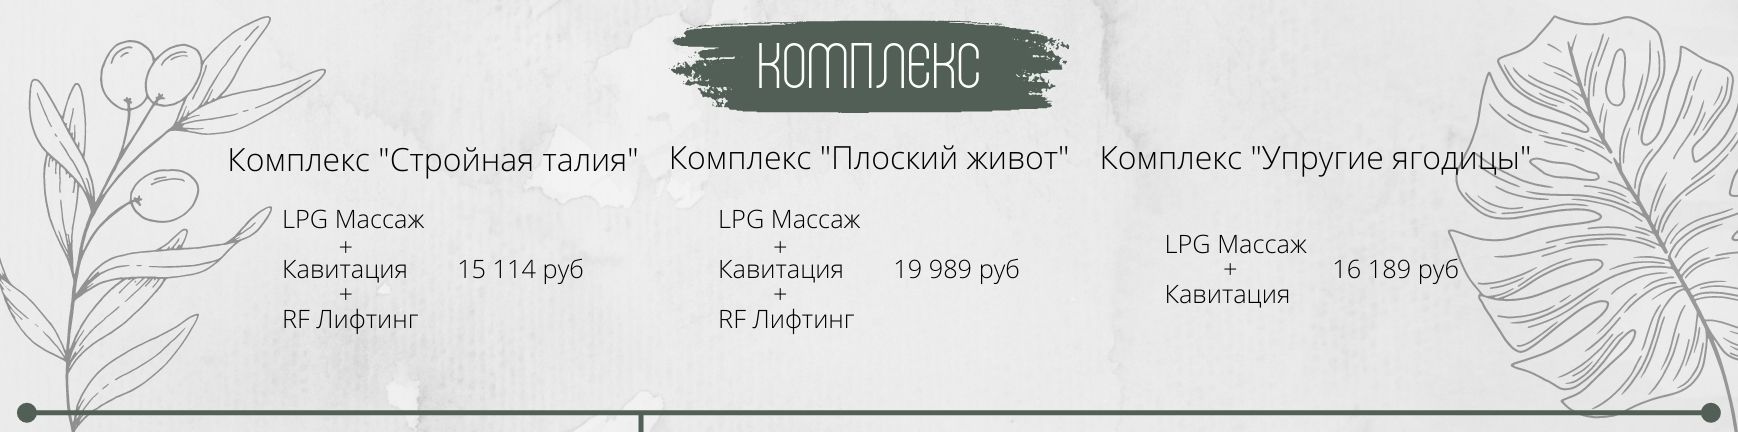 КОМПЛЕКС
Комплекс "Стройная талия"
LPG Массаж
+
Кавитация
+
RF Лифтинг
15 114 руб
Комплекс "Плоский живот"
LPG Массаж
+
Кавитация
+
RF Лифтинг
19 989 руб
Комплекс "Упругие ягодицы"
LPG Массаж
+
Кавитация
16 189 руб